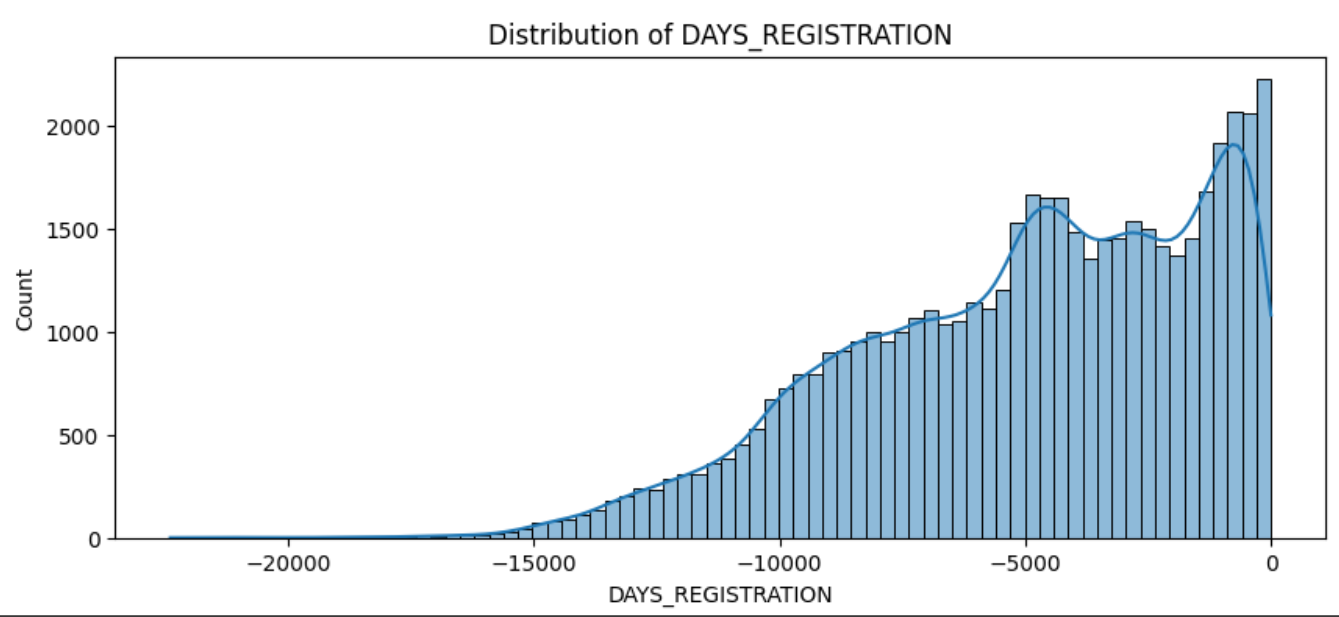 Distribution of DAYS_REGISTRATION
2000
1500
1000
500
0
Count
−20000 −15000 −10000 −5000 0
DAYS_REGISTRATION